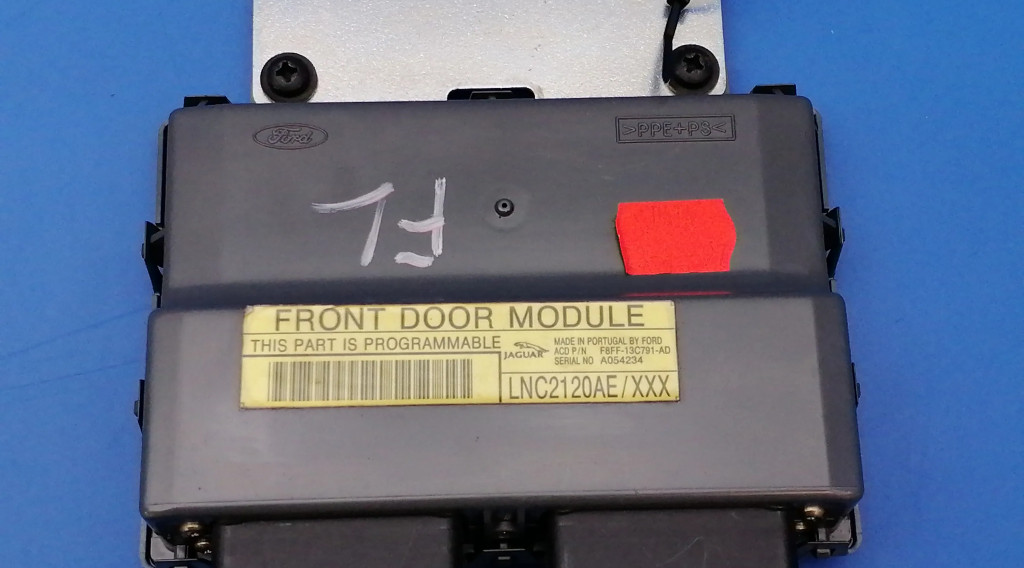 Ford
>PPE+PS<
FL
FRONT DOOR MODULE
THIS PART IS PROGRAMMABLE
JAGUAR
MADE IN PORTUGAL BY FORD
ACD P/N F8FF-13C791-AD
SERIAL NO A054234
LNC2120AE/XXX